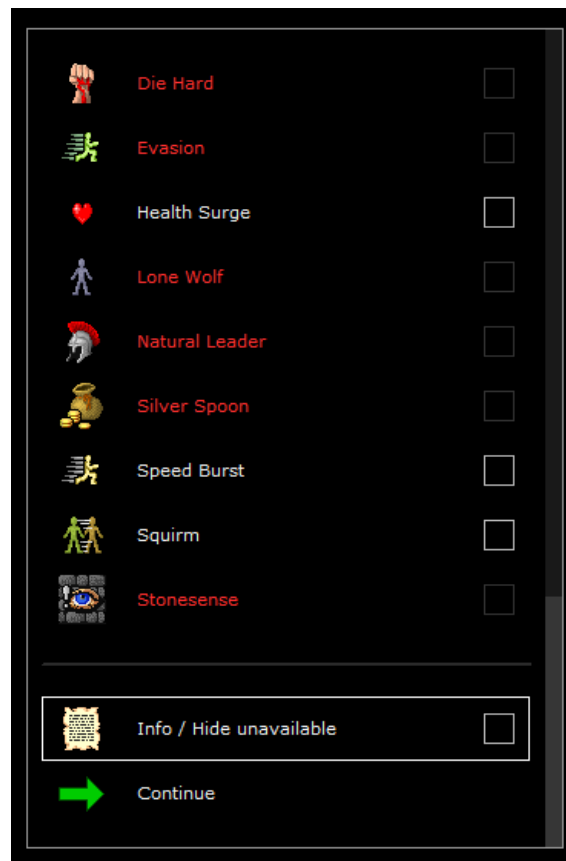 Die Hard
Evasion
Health Surge
Lone Wolf
Natural Leader
Silver Spoon
Speed Burst
Squirm
Stonesense
Info / Hide unavailable
Continue